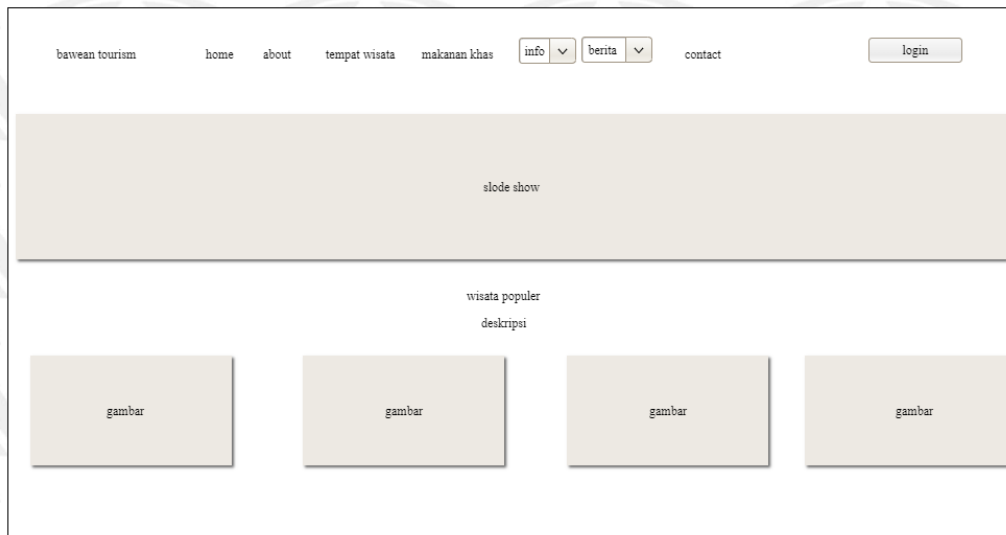 bawean tourism home about tempat wisata makanan khas info berita contact login
slode show
wisata populer
deskripsi
gambar gambar gambar gambar